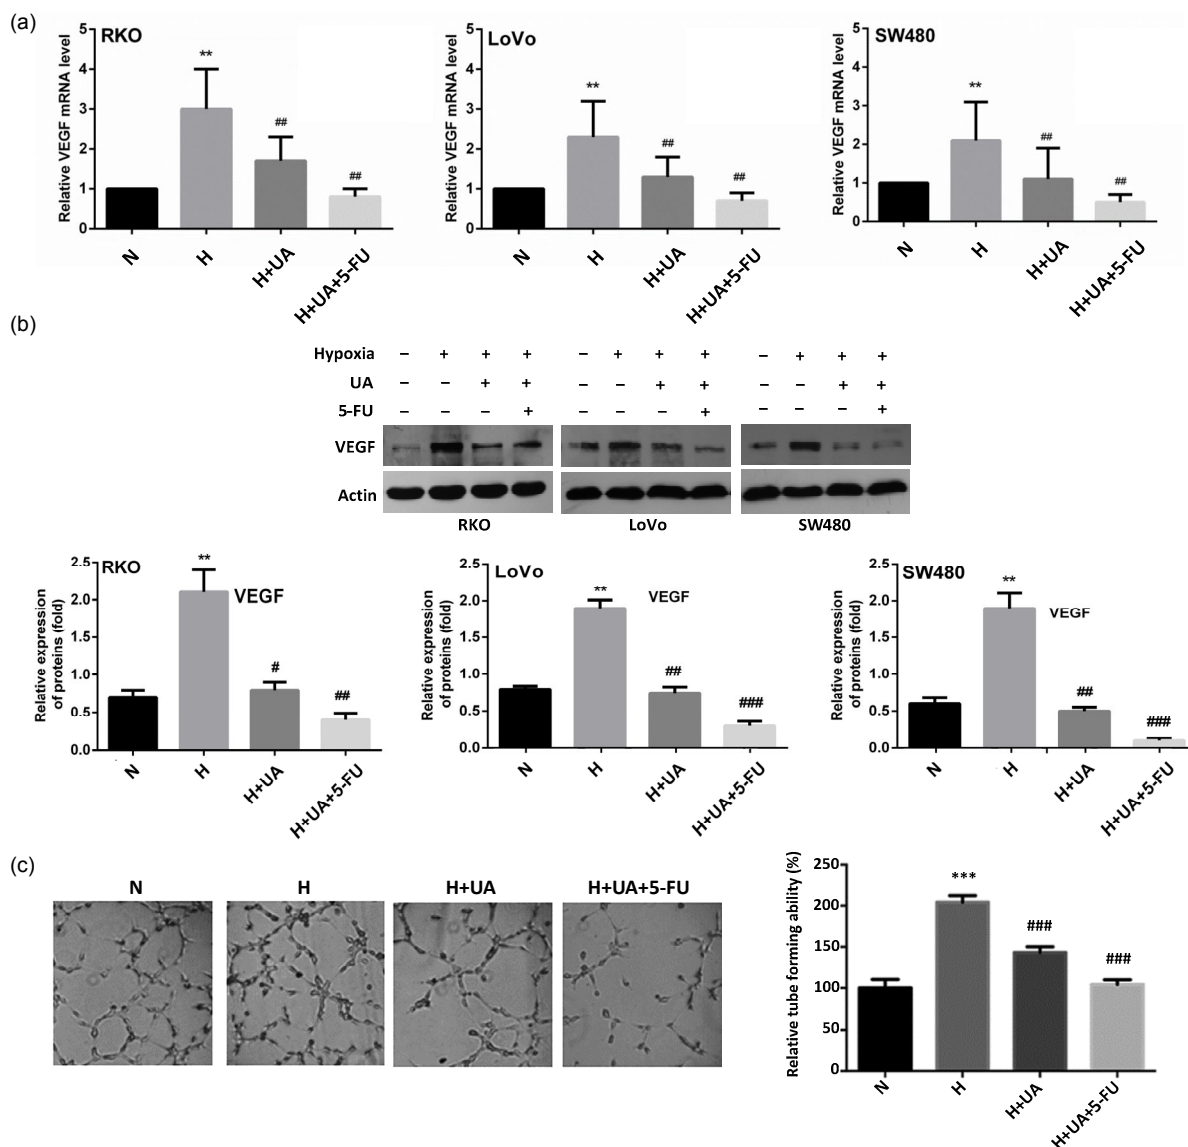 (a)
RKO
Relative VEGF mRNA level
5
4
3
2
1
0
**
##
##
N
H
H+UA
H+UA+5-FU
LoVo
Relative VEGF mRNA level
5
4
3
2
1
0
**
##
##
N
H
H+UA
H+UA+5-FU
SW480
Relative VEGF mRNA level
5
4
3
2
1
0
**
##
##
N
H
H+UA
H+UA+5-FU
(b)
Hypoxia − + + + − + + + − + + +
UA − − + + − − + + − − + +
5-FU − − − + − − − + − − − +
VEGF
Actin
RKO LoVo SW480
RKO
VEGF
Relative expression
of proteins (fold)
2.5
2.0
1.5
1.0
0.5
0.0
**
#
##
N
H
H+UA
H+UA+5-FU
LoVo
VEGF
Relative expression
of proteins (fold)
2.5
2.0
1.5
1.0
0.5
0.0
**
##
###
N
H
H+UA
H+UA+5-FU
SW480
VEGF
Relative expression
of proteins (fold)
2.5
2.0
1.5
1.0
0.5
0.0
**
##
###
N
H
H+UA
H+UA+5-FU
(c)
N H H+UA H+UA+5-FU
Relative tube forming ability (%)
250
200
150
100
50
0
***
###
###
N
H
H+UA
H+UA+5-FU